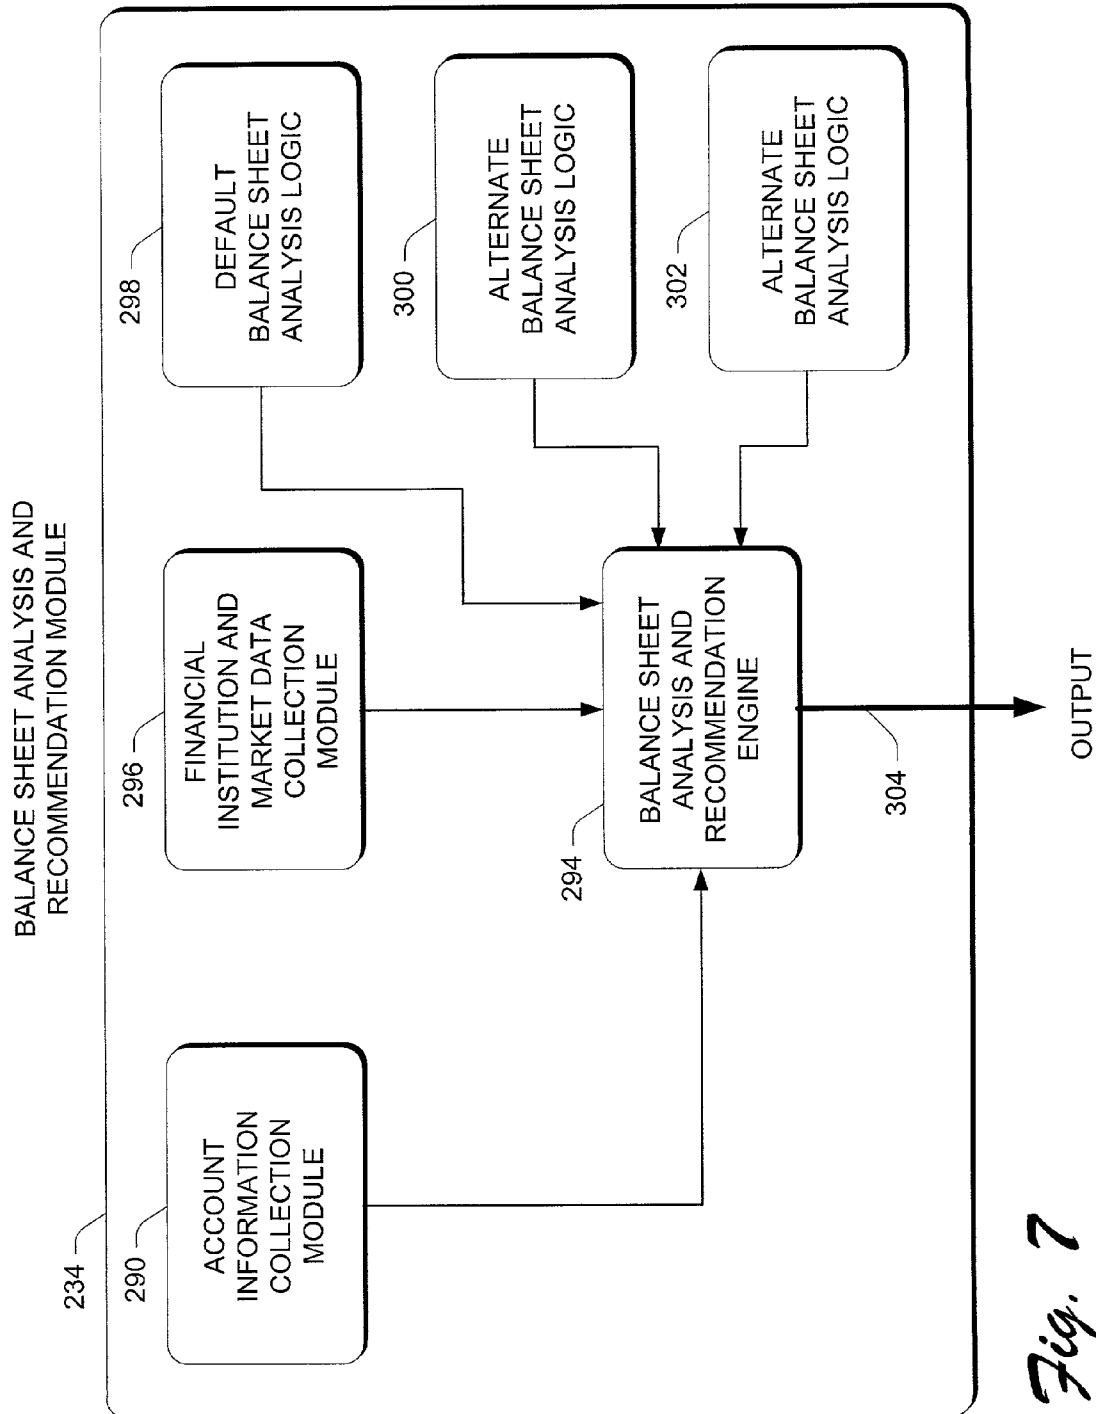 BALANCE SHEET ANALYSIS AND
RECOMMENDATION MODULE
234
290
ACCOUNT
INFORMATION
COLLECTION
MODULE
296
FINANCIAL
INSTITUTION AND
MARKET DATA
COLLECTION
MODULE
298
DEFAULT
BALANCE SHEET
ANALYSIS LOGIC
300
ALTERNATE
BALANCE SHEET
ANALYSIS LOGIC
302
ALTERNATE
BALANCE SHEET
ANALYSIS LOGIC
294
BALANCE SHEET
ANALYSIS AND
RECOMMENDATION
ENGINE
304
OUTPUT
Fig. 7